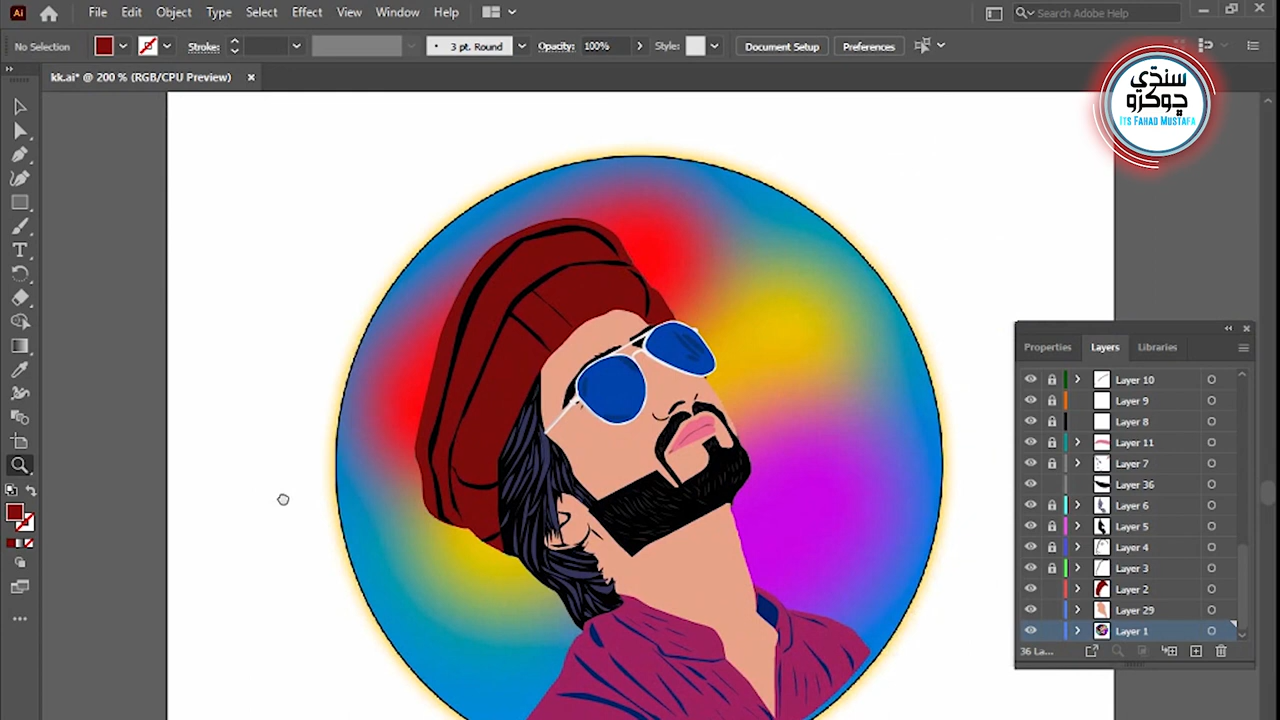 Ai File Edit Object Type Select Effect View Window Help Search Adobe Help
No Selection Stroke: 3 pt. Round Opacity: 100% Style: Document Setup Preferences
kk.ai* @ 200 % (RGB/CPU Preview)
سنڌي
ڇوڪرو
Its Fahad Mustafa
Properties Layers Libraries
Layer 10
Layer 9
Layer 8
Layer 11
Layer 7
Layer 36
Layer 6
Layer 5
Layer 4
Layer 3
Layer 2
Layer 29
Layer 1
36 La...